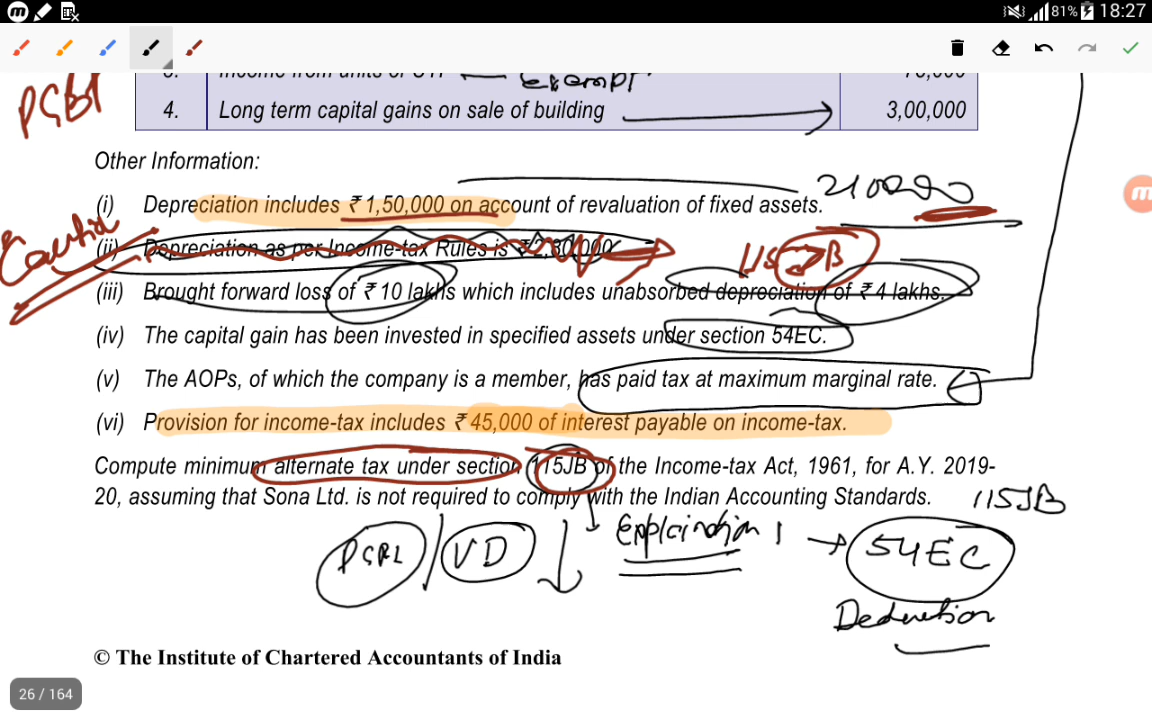 81% 18:27
exempt
PGBP
4. Long term capital gains on sale of building 3,00,000
Other Information:
210000
(i) Depreciation includes ₹ 1,50,000 on account of revaluation of fixed assets.
(ii) Depreciation as per Income-tax Rules is ₹ 2,80,000
115JB
(iii) Brought forward loss of ₹ 10 lakhs which includes unabsorbed depreciation of ₹ 4 lakhs.
(iv) The capital gain has been invested in specified assets under section 54EC.
(v) The AOPs, of which the company is a member, has paid tax at maximum marginal rate.
(vi) Provision for income-tax includes ₹ 45,000 of interest payable on income-tax.
Compute minimum alternate tax under section 115JB of the Income-tax Act, 1961, for A.Y. 2019-
20, assuming that Sona Ltd. is not required to comply with the Indian Accounting Standards.
115JB
Explaination 1
54EC
VD
Deduction
© The Institute of Chartered Accountants of India
26 / 164